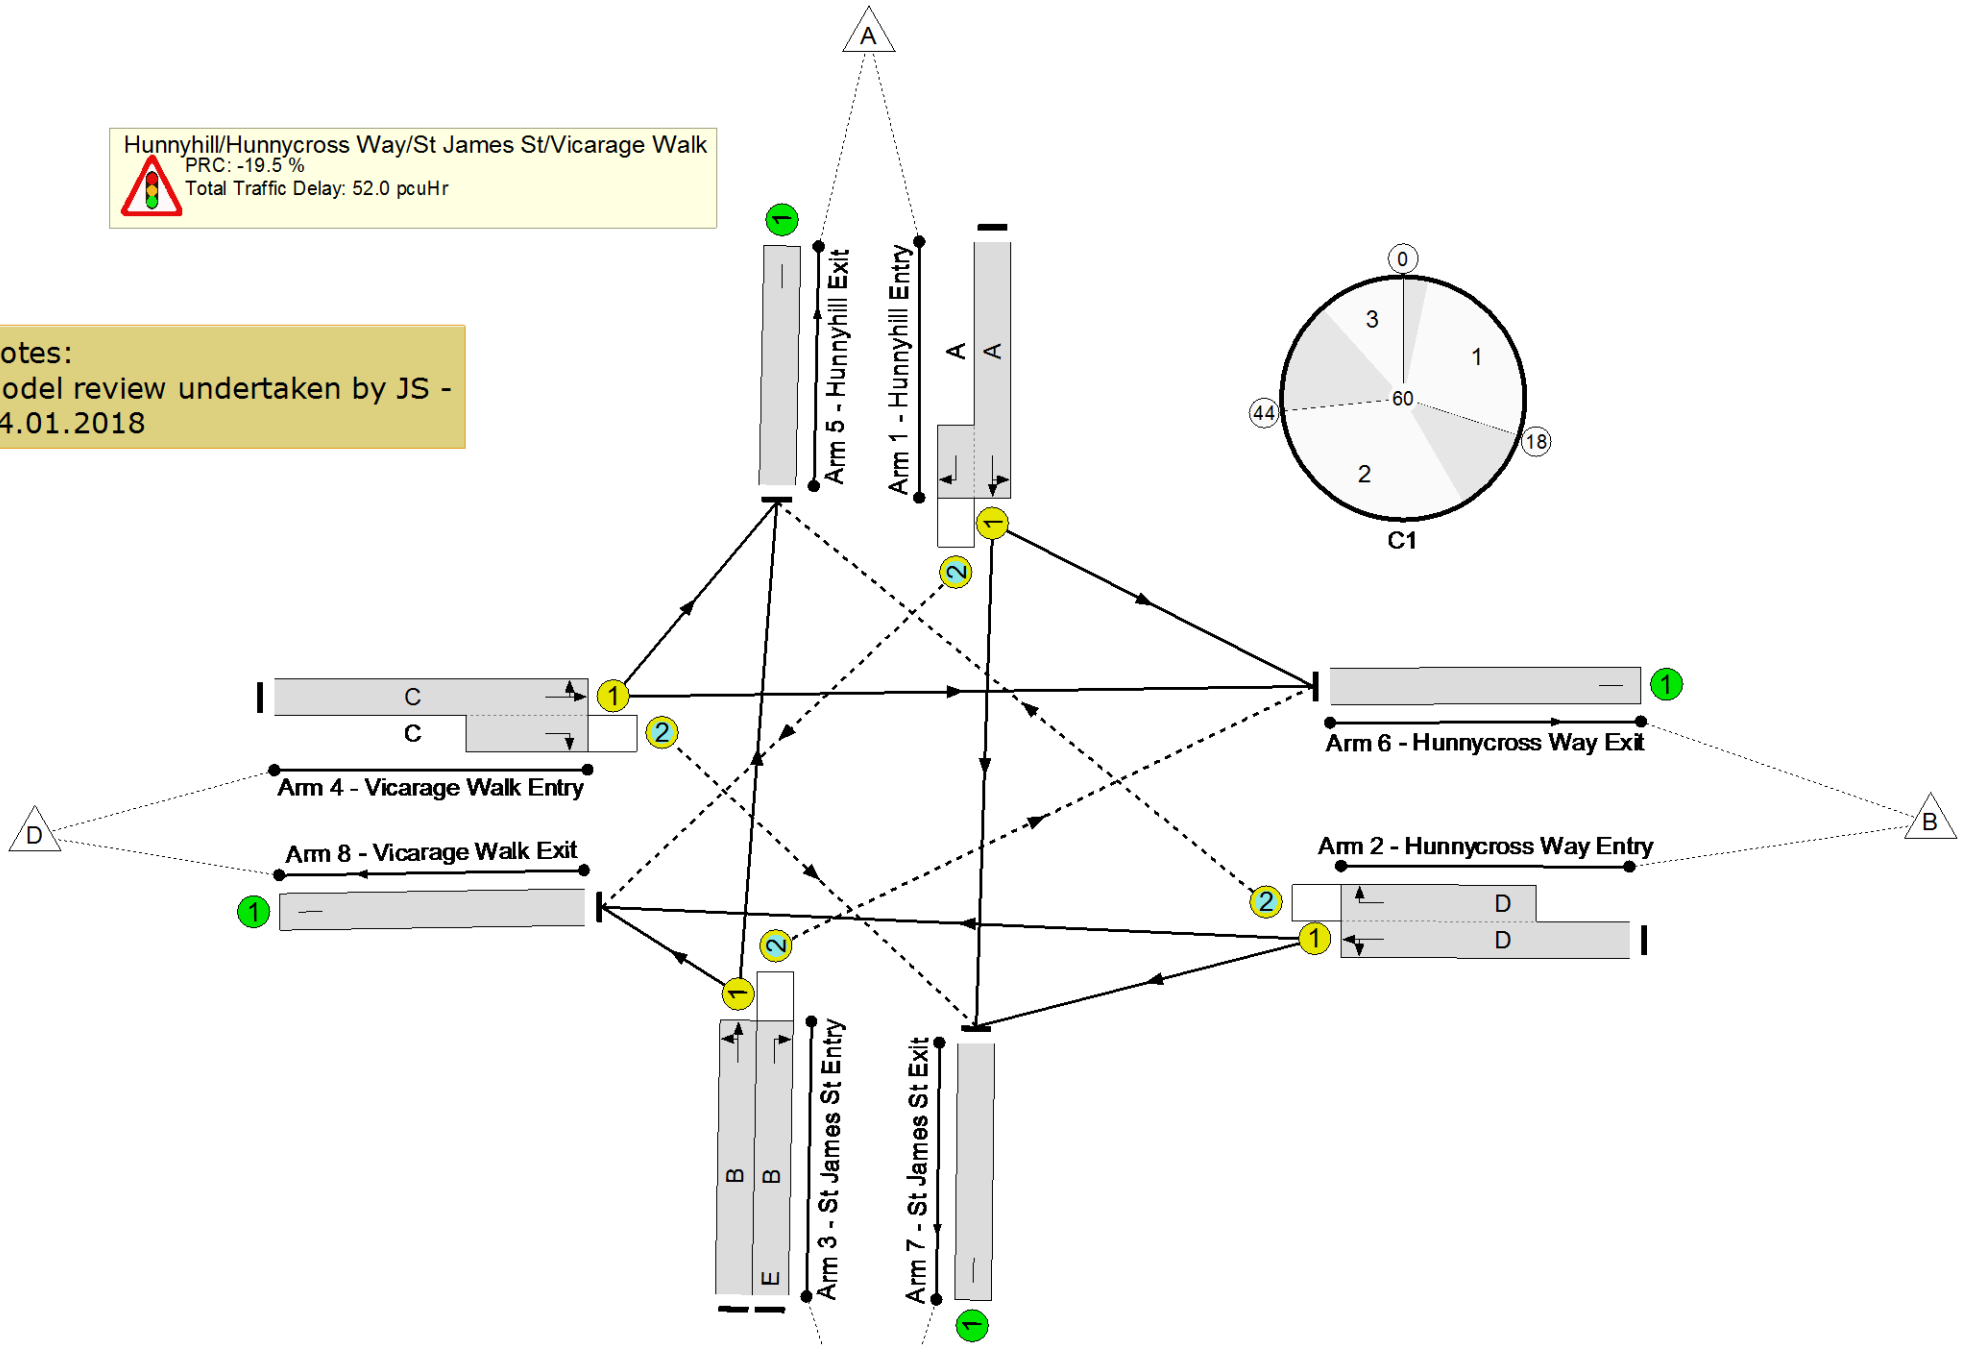 A
Hunnyhill/Hunnycross Way/St James St/Vicarage Walk
PRC: -19.5 %
Total Traffic Delay: 52.0 pcuHr
otes:
odel review undertaken by JS -
4.01.2018
1
Arm 5 - Hunnyhill Exit
Arm 1 - Hunnyhill Entry
A
A
1
2
0
3
1
60
44
18
2
C1
C
1
C
2
Arm 4 - Vicarage Walk Entry
D
Arm 8 - Vicarage Walk Exit
1
1
Arm 6 - Hunnycross Way Exit
B
Arm 2 - Hunnycross Way Entry
2
D
1
D
2
1
B
B
E
Arm 3 - St James St Entry
Arm 7 - St James St Exit
1